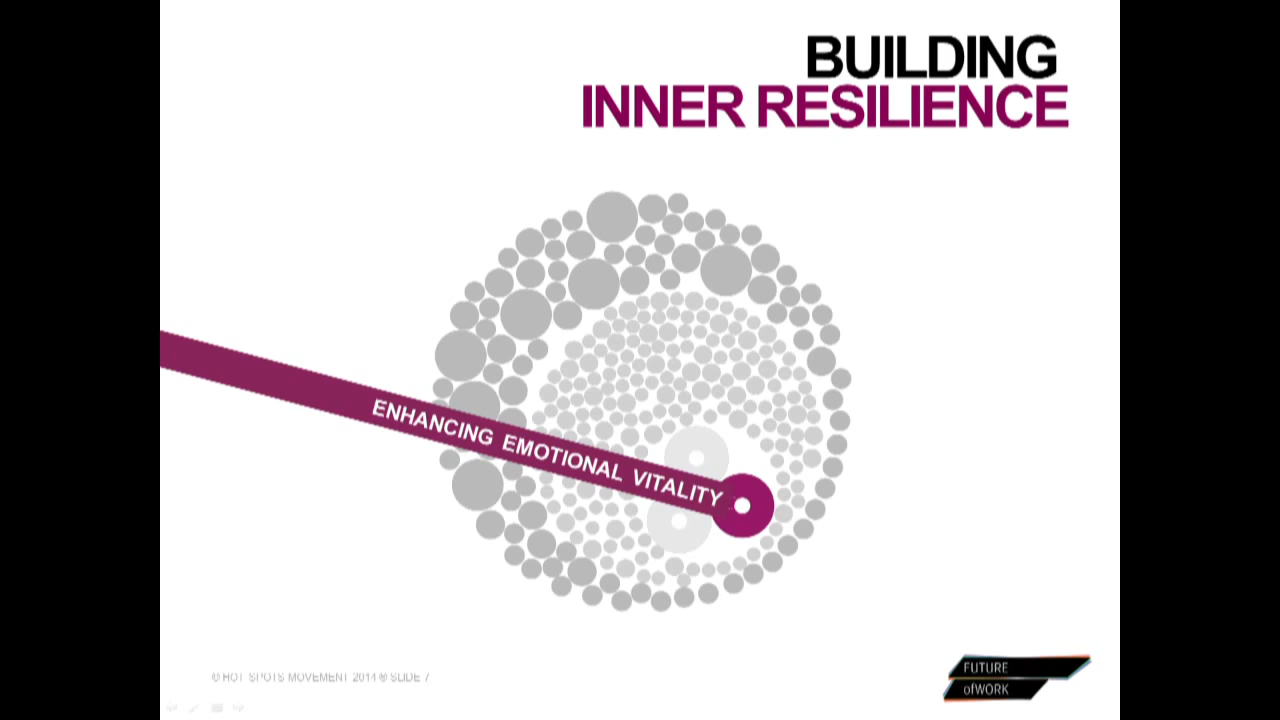 BUILDING
INNER RESILIENCE
ENHANCING EMOTIONAL VITALITY
© HOT SPOTS MOVEMENT 2014 ® SLIDE 7
FUTURE
ofWORK